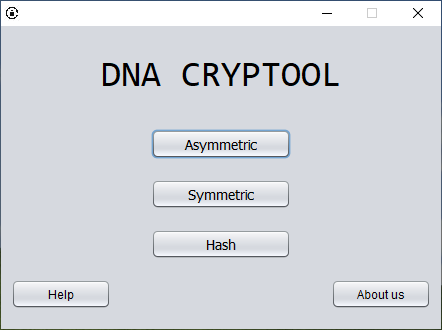 DNA CRYPTOOL
Asymmetric
Symmetric
Hash
Help
About us